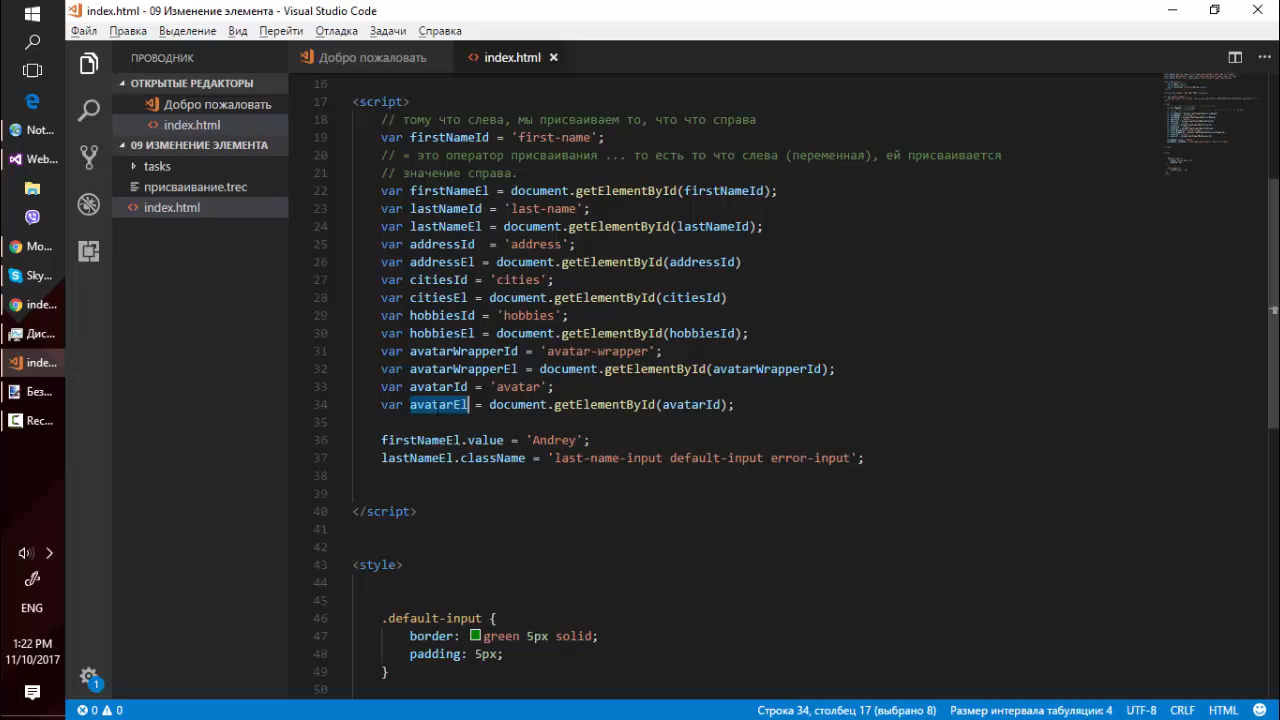 index.html - 09 Изменение элемента - Visual Studio Code
Файл Правка Выделение Вид Перейти Отладка Задачи Справка
ПРОВОДНИК
ОТКРЫТЫЕ РЕДАКТОРЫ
Добро пожаловать
index.html
09 ИЗМЕНЕНИЕ ЭЛЕМЕНТА
tasks
присваивание.trec
index.html
Добро пожаловать
index.html
16
17 <script>
18 // тому что слева, мы присваиваем то, что что справа
19 var firstNameId = 'first-name';
20 // = это оператор присваивания ... то есть то что слева (переменная), ей присваивается
21 // значение справа.
22 var firstNameEl = document.getElementById(firstNameId);
23 var lastNameId = 'last-name';
24 var lastNameEl = document.getElementById(lastNameId);
25 var addressId  = 'address';
26 var addressEl = document.getElementById(addressId)
27 var citiesId = 'cities';
28 var citiesEl = document.getElementById(citiesId)
29 var hobbiesId = 'hobbies';
30 var hobbiesEl = document.getElementById(hobbiesId);
31 var avatarWrapperId = 'avatar-wrapper';
32 var avatarWrapperEl = document.getElementById(avatarWrapperId);
33 var avatarId = 'avatar';
34 var avatarEl = document.getElementById(avatarId);
35
36 firstNameEl.value = 'Andrey';
37 lastNameEl.className = 'last-name-input default-input error-input';
38
39
40 </script>
41
42
43 <style>
44
45
46 .default-input {
47 border: green 5px solid;
48 padding: 5px;
49 }
50
Not...
Web...
Mo...
Sky...
inde...
Дис...
inde...
Без...
Rec...
ENG
1:22 PM
11/10/2017
1
0 0
Строка 34, столбец 17 (выбрано 8) Размер интервала табуляции: 4 UTF-8 CRLF HTML